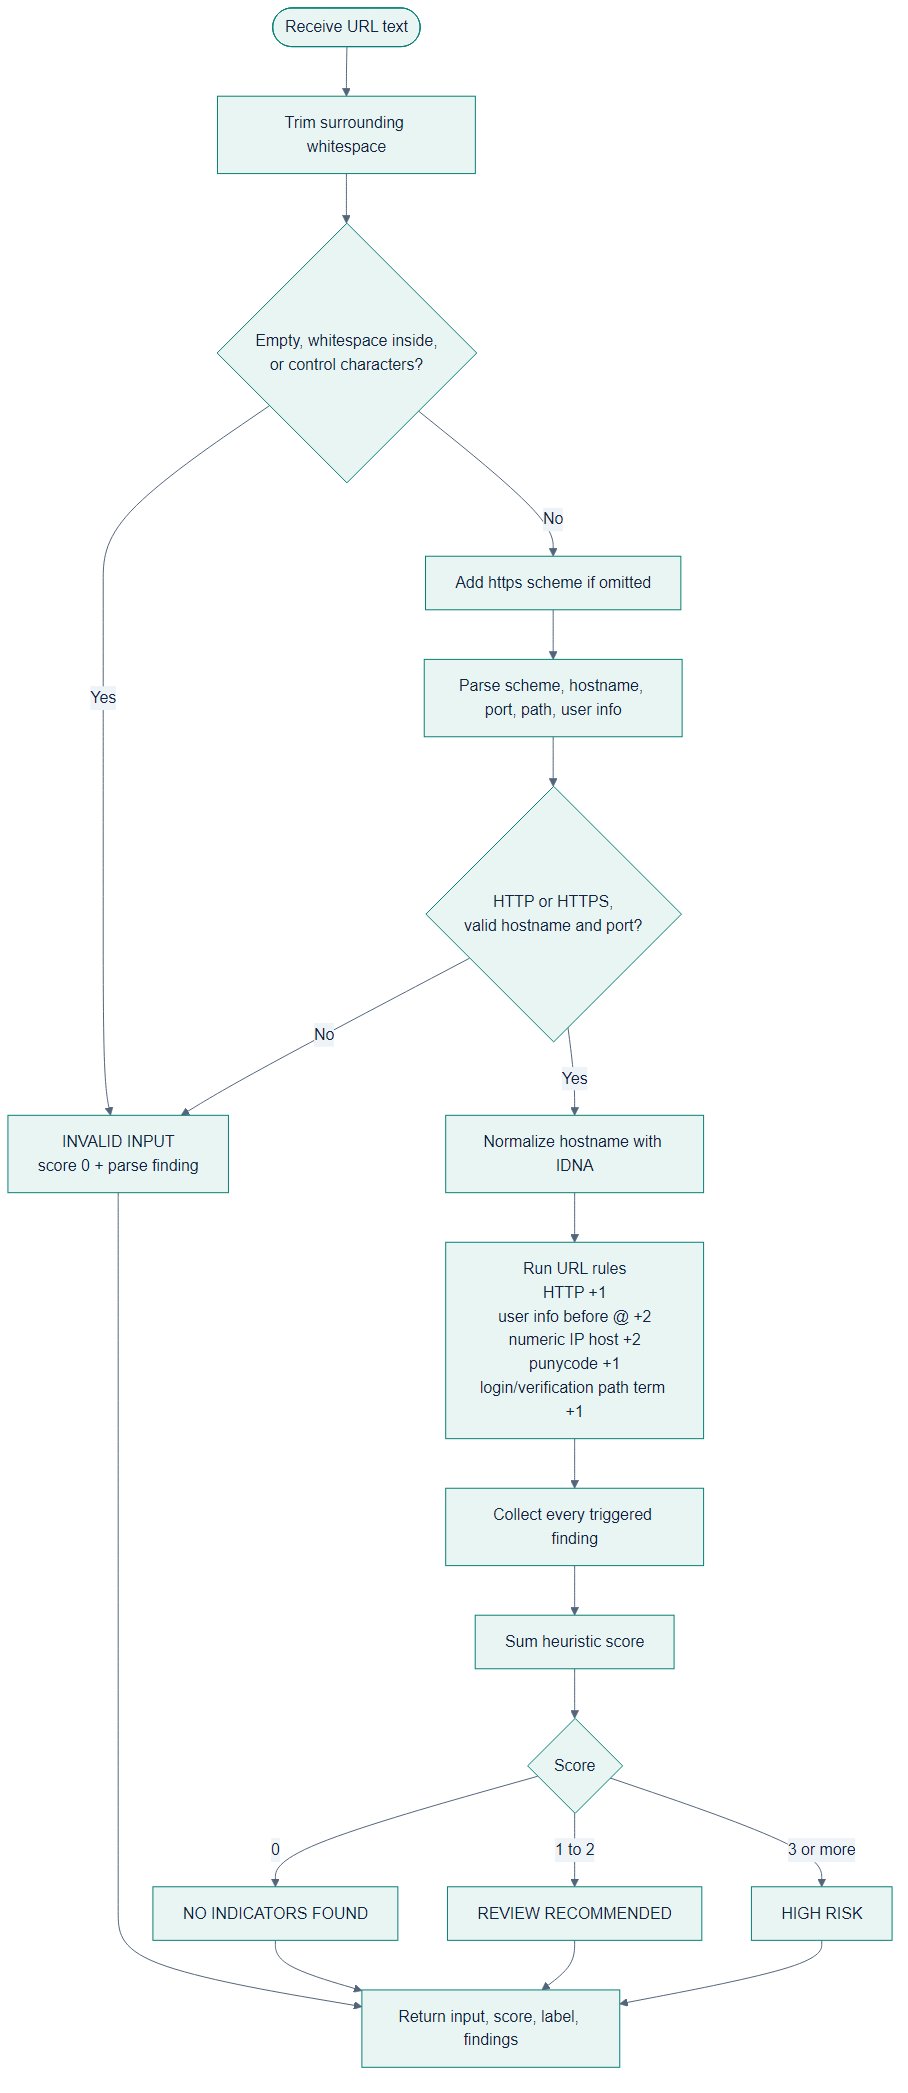 Receive URL text
Trim surrounding
whitespace
Empty, whitespace inside,
or control characters?
No
Add https scheme if omitted
Parse scheme, hostname,
port, path, user info
Yes
HTTP or HTTPS,
valid hostname and port?
No
Yes
INVALID INPUT
score 0 + parse finding
Normalize hostname with
IDNA
Run URL rules
HTTP +1
user info before @ +2
numeric IP host +2
punycode +1
login/verification path term
+1
Collect every triggered
finding
Sum heuristic score
Score
0
1 to 2
3 or more
NO INDICATORS FOUND
REVIEW RECOMMENDED
HIGH RISK
Return input, score, label,
findings